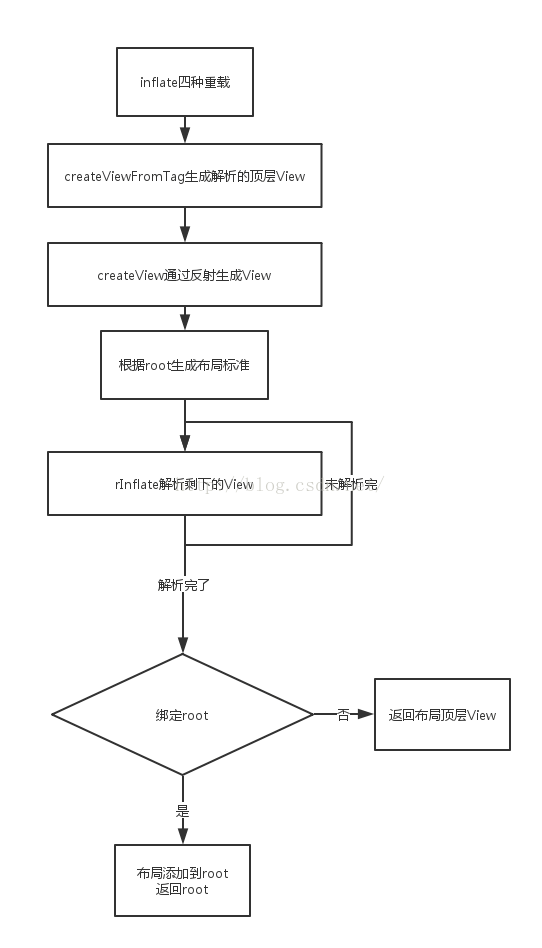 inflate四种重载
createViewFromTag生成解析的顶层View
createView通过反射生成View
根据root生成布局标准
rInflate解析剩下的View
未解析完
解析完了
绑定root
否
返回布局顶层View
是
布局添加到root
返回root